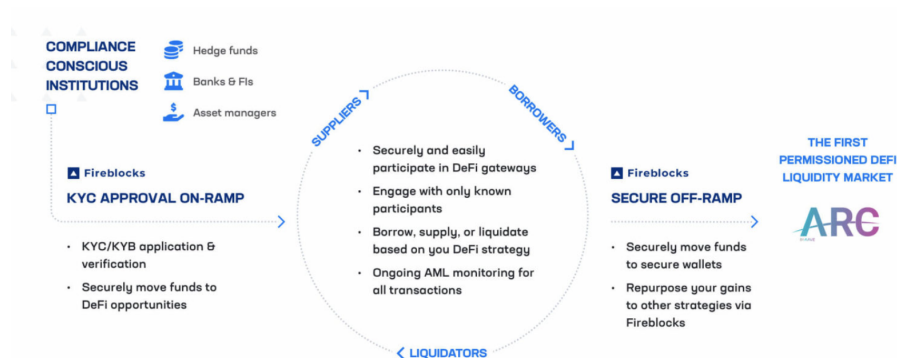 COMPLIANCE
CONSCIOUS
INSTITUTIONS
Hedge funds
Banks & FIs
Asset managers
Fireblocks
KYC APPROVAL ON-RAMP
• KYC/KYB application &
verification
• Securely move funds to
DeFi opportunities
SUPPLIERS
BORROWERS
• Securely and easily
participate in DeFi gateways
• Engage with only known
participants
• Borrow, supply, or liquidate
based on you DeFi strategy
• Ongoing AML monitoring for
all transactions
LIQUIDATORS
Fireblocks
SECURE OFF-RAMP
• Securely move funds
to secure wallets
• Repurpose your gains
to other strategies via
Fireblocks
THE FIRST
PERMISSIONED DEFI
LIQUIDITY MARKET
ARC